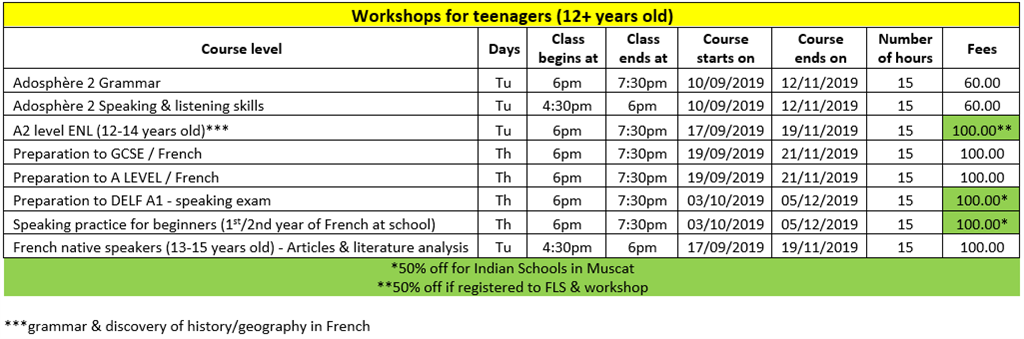 Workshops for teenagers (12+ years old)
Course level Days Class begins at Class ends at Course starts on Course ends on Number of hours Fees
Adosphère 2 Grammar Tu 6pm 7:30pm 10/09/2019 12/11/2019 15 60.00
Adosphère 2 Speaking & listening skills Tu 4:30pm 6pm 10/09/2019 12/11/2019 15 60.00
A2 level ENL (12-14 years old)*** Tu 6pm 7:30pm 17/09/2019 19/11/2019 15 100.00**
Preparation to GCSE / French Th 6pm 7:30pm 19/09/2019 21/11/2019 15 100.00
Preparation to A LEVEL / French Th 6pm 7:30pm 19/09/2019 21/11/2019 15 100.00
Preparation to DELF A1 - speaking exam Th 6pm 7:30pm 03/10/2019 05/12/2019 15 100.00*
Speaking practice for beginners (1st/2nd year of French at school) Th 6pm 7:30pm 03/10/2019 05/12/2019 15 100.00*
French native speakers (13-15 years old) - Articles & literature analysis Tu 4:30pm 6pm 17/09/2019 19/11/2019 15 100.00
*50% off for Indian Schools in Muscat
**50% off if registered to FLS & workshop
***grammar & discovery of history/geography in French